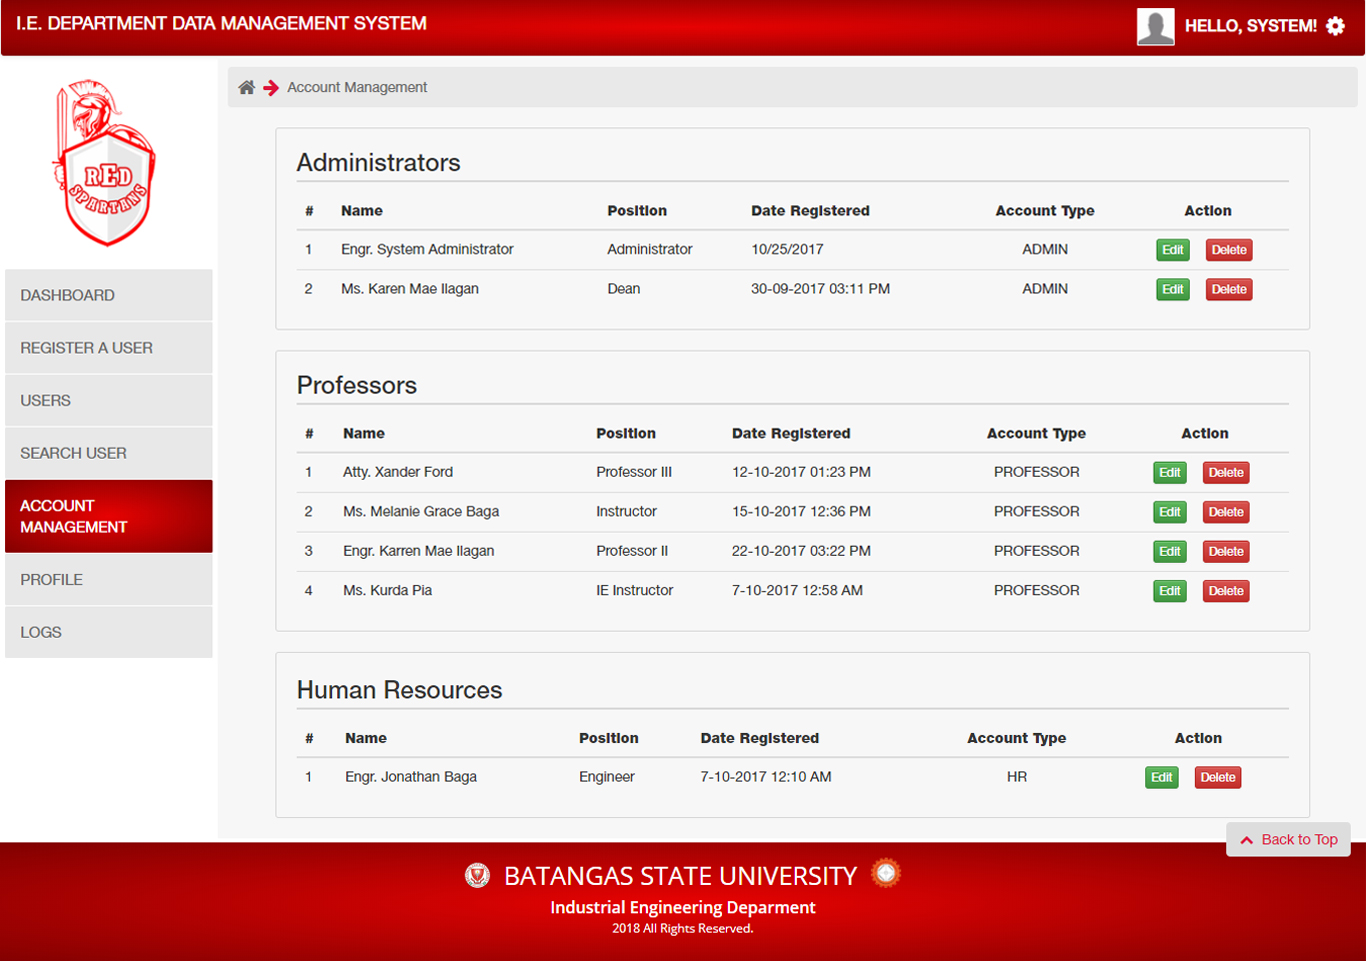 I.E. DEPARTMENT DATA MANAGEMENT SYSTEM
HELLO, SYSTEM!
RED
SPARTANS
DASHBOARD
REGISTER A USER
USERS
SEARCH USER
ACCOUNT
MANAGEMENT
PROFILE
LOGS
Account Management
Administrators
# Name Position Date Registered Account Type Action
1 Engr. System Administrator Administrator 10/25/2017 ADMIN Edit Delete
2 Ms. Karen Mae Ilagan Dean 30-09-2017 03:11 PM ADMIN Edit Delete
Professors
# Name Position Date Registered Account Type Action
1 Atty. Xander Ford Professor III 12-10-2017 01:23 PM PROFESSOR Edit Delete
2 Ms. Melanie Grace Baga Instructor 15-10-2017 12:36 PM PROFESSOR Edit Delete
3 Engr. Karren Mae Ilagan Professor II 22-10-2017 03:22 PM PROFESSOR Edit Delete
4 Ms. Kurda Pia IE Instructor 7-10-2017 12:58 AM PROFESSOR Edit Delete
Human Resources
# Name Position Date Registered Account Type Action
1 Engr. Jonathan Baga Engineer 7-10-2017 12:10 AM HR Edit Delete
Back to Top
BATANGAS STATE UNIVERSITY
Industrial Engineering Deparment
2018 All Rights Reserved.